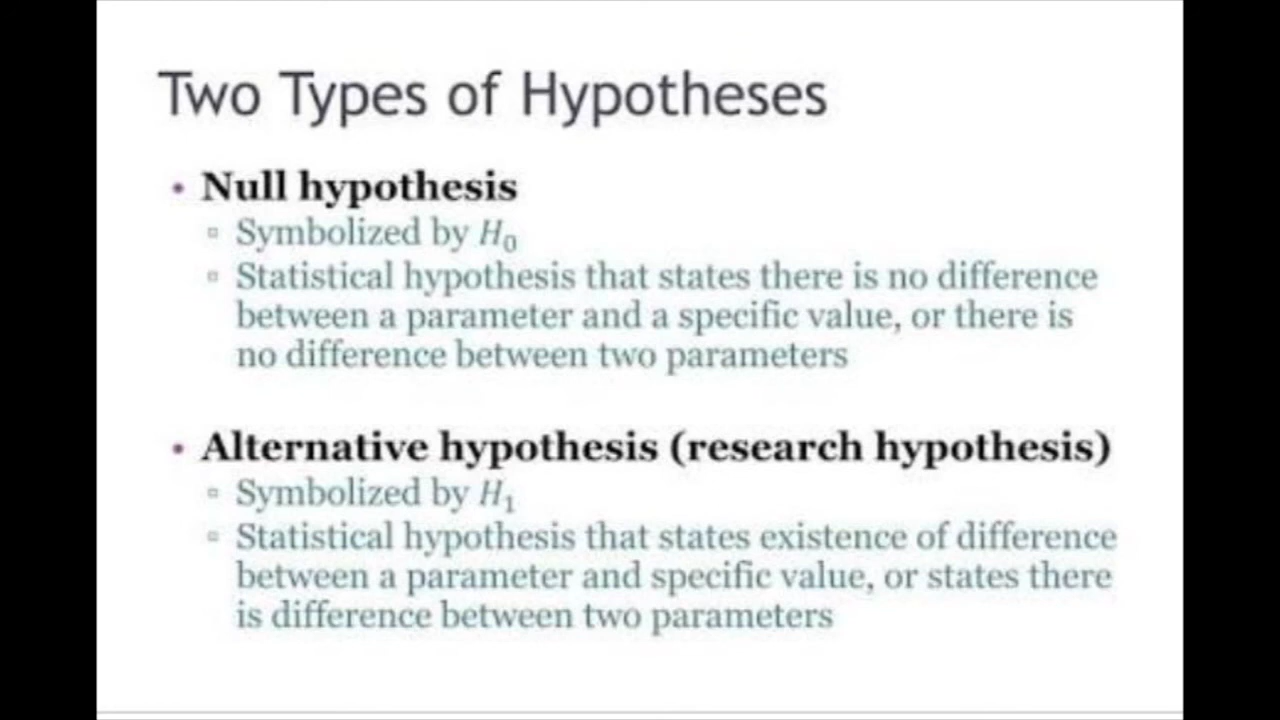 Two Types of Hypotheses
• Null hypothesis
▫ Symbolized by H₀
▫ Statistical hypothesis that states there is no difference
between a parameter and a specific value, or there is
no difference between two parameters
• Alternative hypothesis (research hypothesis)
▫ Symbolized by H₁
▫ Statistical hypothesis that states existence of difference
between a parameter and specific value, or states there
is difference between two parameters